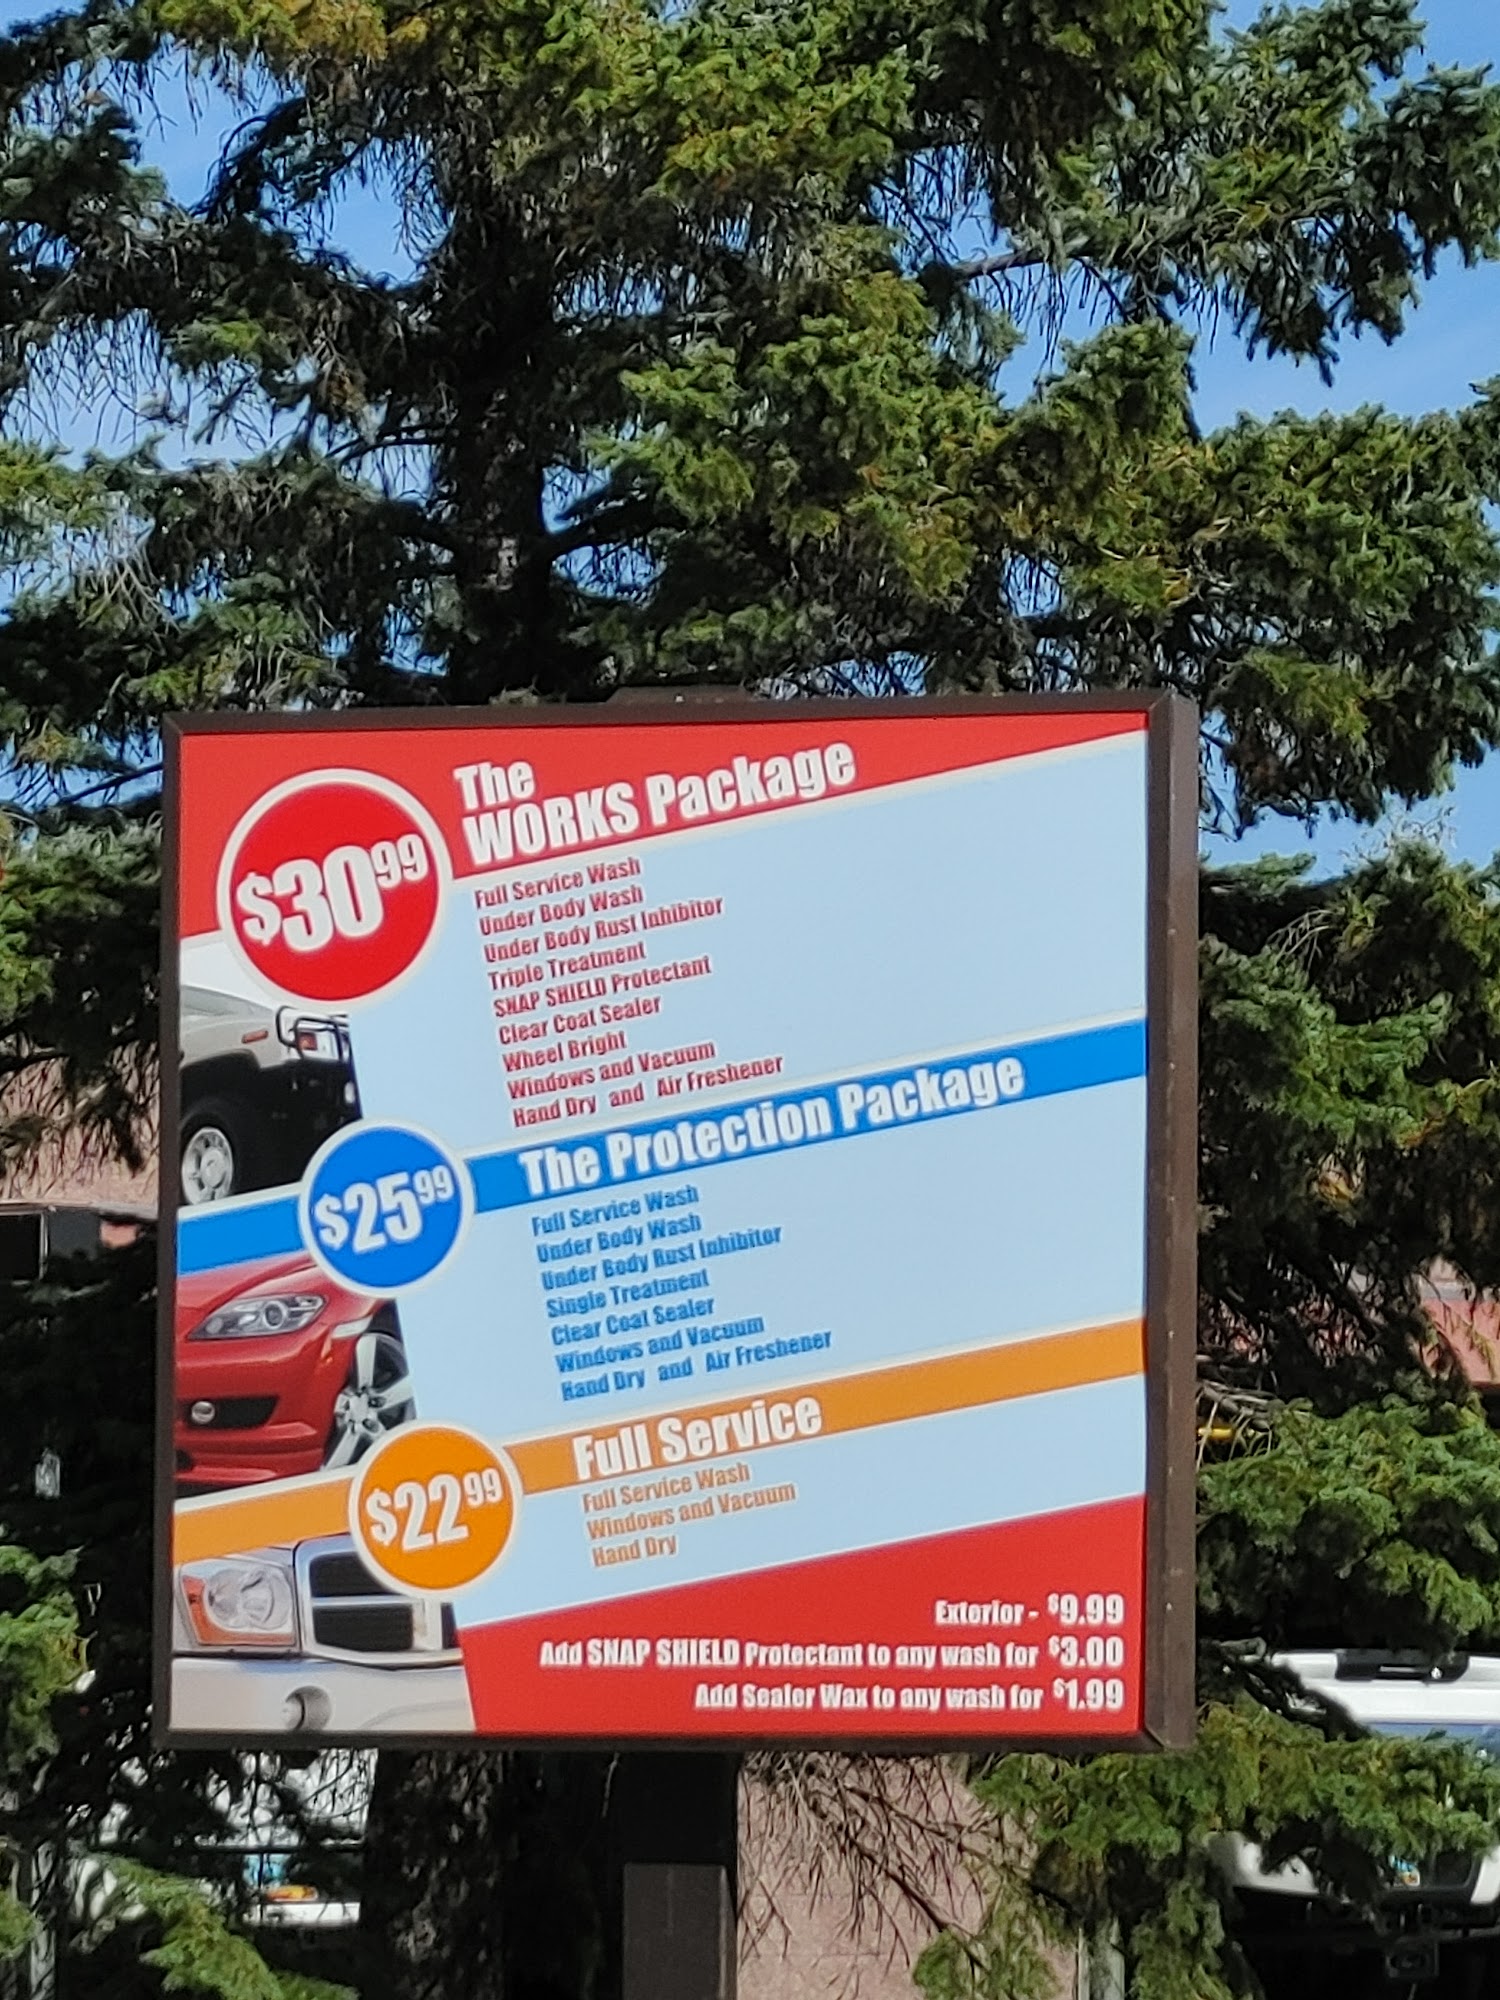 The
WORKS Package
$30.99
Full Service Wash
Under Body Wash
Under Body Rust Inhibitor
Triple Treatment
SNAP SHIELD Protectant
Clear Coat Sealer
Wheel Bright
Windows and Vacuum
Hand Dry and Air Freshener
The Protection Package
$25.99
Full Service Wash
Under Body Wash
Under Body Rust Inhibitor
Single Treatment
Clear Coat Sealer
Windows and Vacuum
Hand Dry and Air Freshener
Full Service
$22.99
Full Service Wash
Windows and Vacuum
Hand Dry
Exterior - $9.99
Add SNAP SHIELD Protectant to any wash for $3.00
Add Sealer Wax to any wash for $1.99